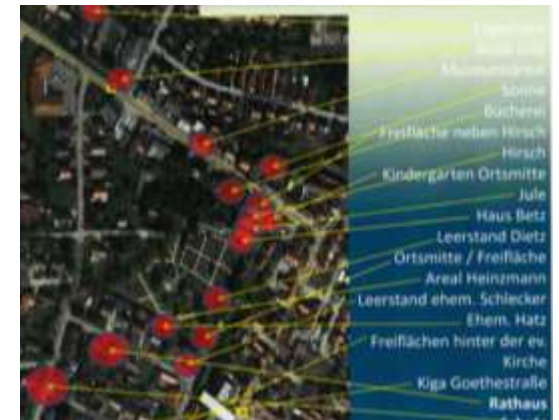 Museumsareal
Sonne
Bücherei
Freifläche neben Hirsch
Hirsch
Kindergarten Ortsmitte
Jule
Haus Betz
Leerstand Dietz
Ortsmitte / Freifläche
Areal Heinzmann
Leerstand ehem. Schlecker
Ehem. Hatz
Freiflächen hinter der ev.
Kirche
Kiga Goethestraße
Rathaus